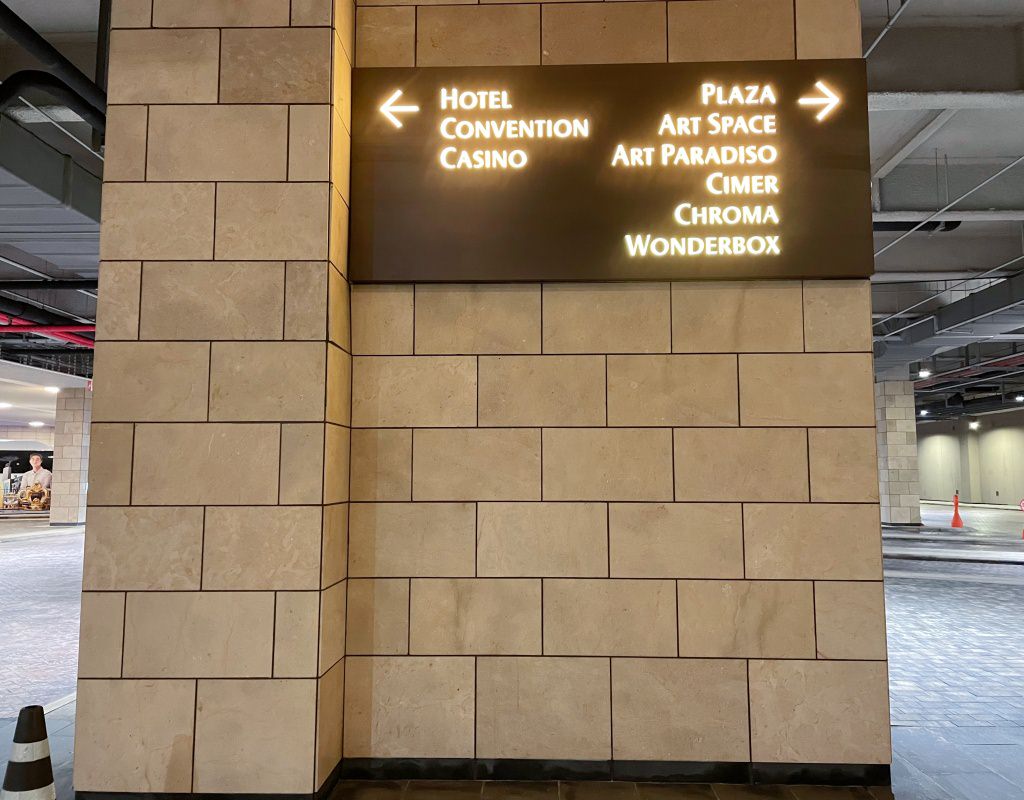 ← HOTEL
CONVENTION
CASINO
PLAZA →
ART SPACE
ART PARADISO
CIMER
CHROMA
WONDERBOX